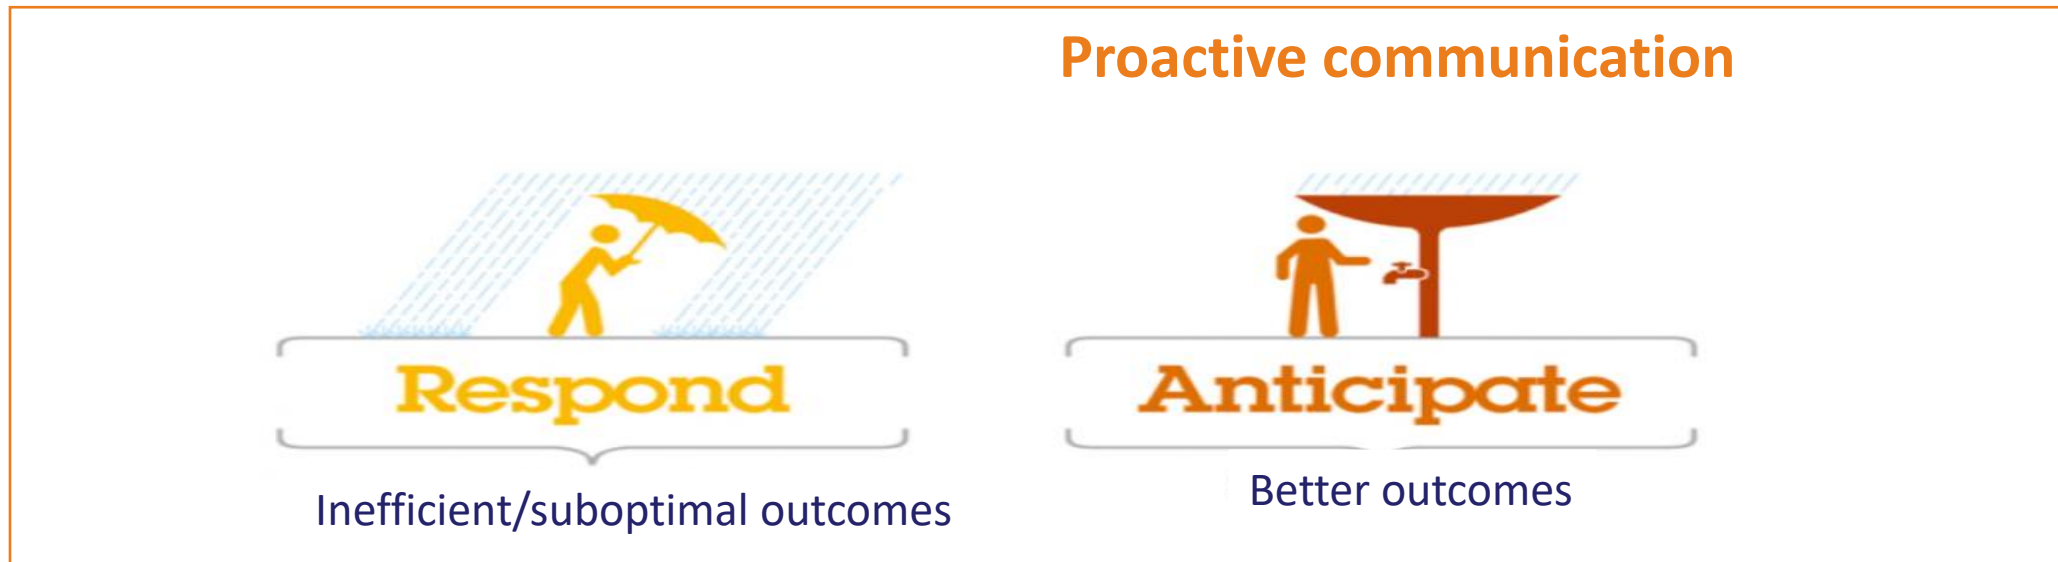 Proactive communication
Respond
Anticipate
Inefficient/suboptimal outcomes
Better outcomes